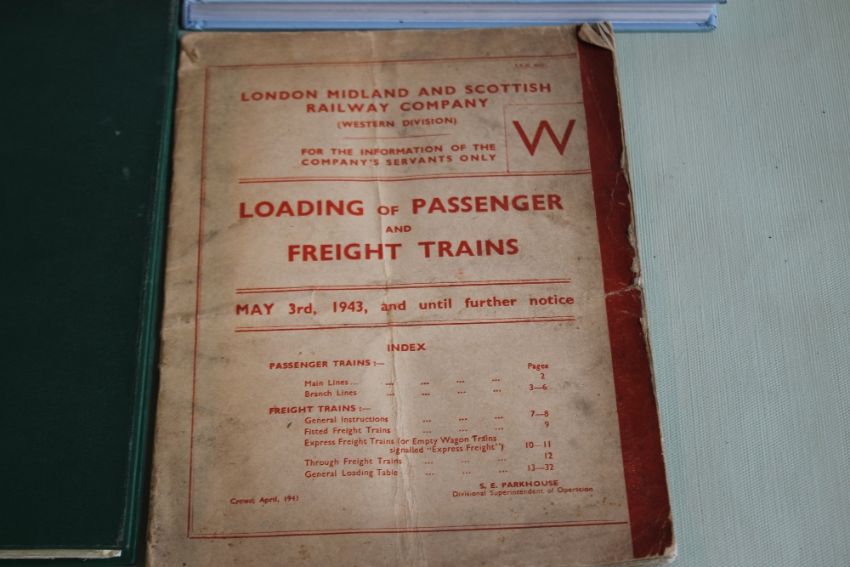 LONDON MIDLAND AND SCOTTISH
RAILWAY COMPANY
(WESTERN DIVISION)
W
FOR THE INFORMATION OF THE
COMPANY'S SERVANTS ONLY
LOADING OF PASSENGER
AND
FREIGHT TRAINS
MAY 3rd, 1943, and until further notice
INDEX
PASSENGER TRAINS :— Pages
Main Lines ... ... ... ... ... 2
Branch Lines ... ... ... ... 3—6
FREIGHT TRAINS :—
General Instructions ... ... ... 7—8
Fitted Freight Trains ... ... ... 9
Express Freight Trains (or Empty Wagon Trains
signalled "Express Freight") 10—11
Through Freight Trains ... ... ... 12
General Loading Table ... ... ... 13—32
S. E. PARKHOUSE
Divisional Superintendent of Operation
Crewe, April, 1943